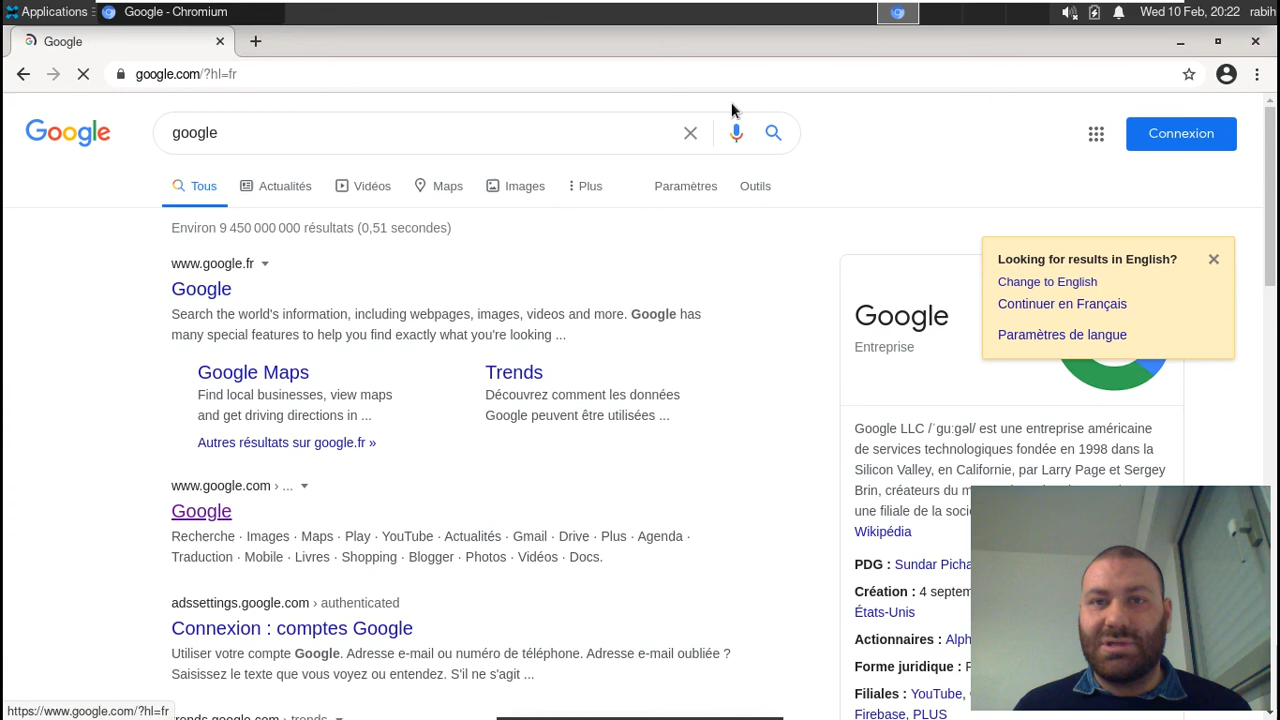 Applications
Google - Chromium
Wed 10 Feb, 20:22
rabih
Google
google.com/?hl=fr
Google
google
Connexion
Tous
Actualités
Vidéos
Maps
Images
Plus
Paramètres
Outils
Environ 9 450 000 000 résultats (0,51 secondes)
www.google.fr
Google
Search the world's information, including webpages, images, videos and more. Google has
many special features to help you find exactly what you're looking ...
Google Maps
Find local businesses, view maps
and get driving directions in ...
Trends
Découvrez comment les données
Google peuvent être utilisées ...
Autres résultats sur google.fr »
www.google.com › ...
Google
Recherche · Images · Maps · Play · YouTube · Actualités · Gmail · Drive · Plus · Agenda ·
Traduction · Mobile · Livres · Shopping · Blogger · Photos · Vidéos · Docs.
adssettings.google.com › authenticated
Connexion : comptes Google
Utiliser votre compte Google. Adresse e-mail ou numéro de téléphone. Adresse e-mail oubliée ?
Saisissez le texte que vous voyez ou entendez. S'il ne s'agit ...
trends.google.com › trends
https://www.google.com/?hl=fr
Looking for results in English?
Change to English
Continuer en Français
Paramètres de langue
Google
Entreprise
Google LLC /ˈguːgəl/ est une entreprise américaine
de services technologiques fondée en 1998 dans la
Silicon Valley, en Californie, par Larry Page et Sergey
Brin, créateurs du m
une filiale de la soci
Wikipédia
PDG : Sundar Picha
Création : 4 septem
États-Unis
Actionnaires : Alph
Forme juridique :
Filiales : YouTube,
Firebase, PLUS